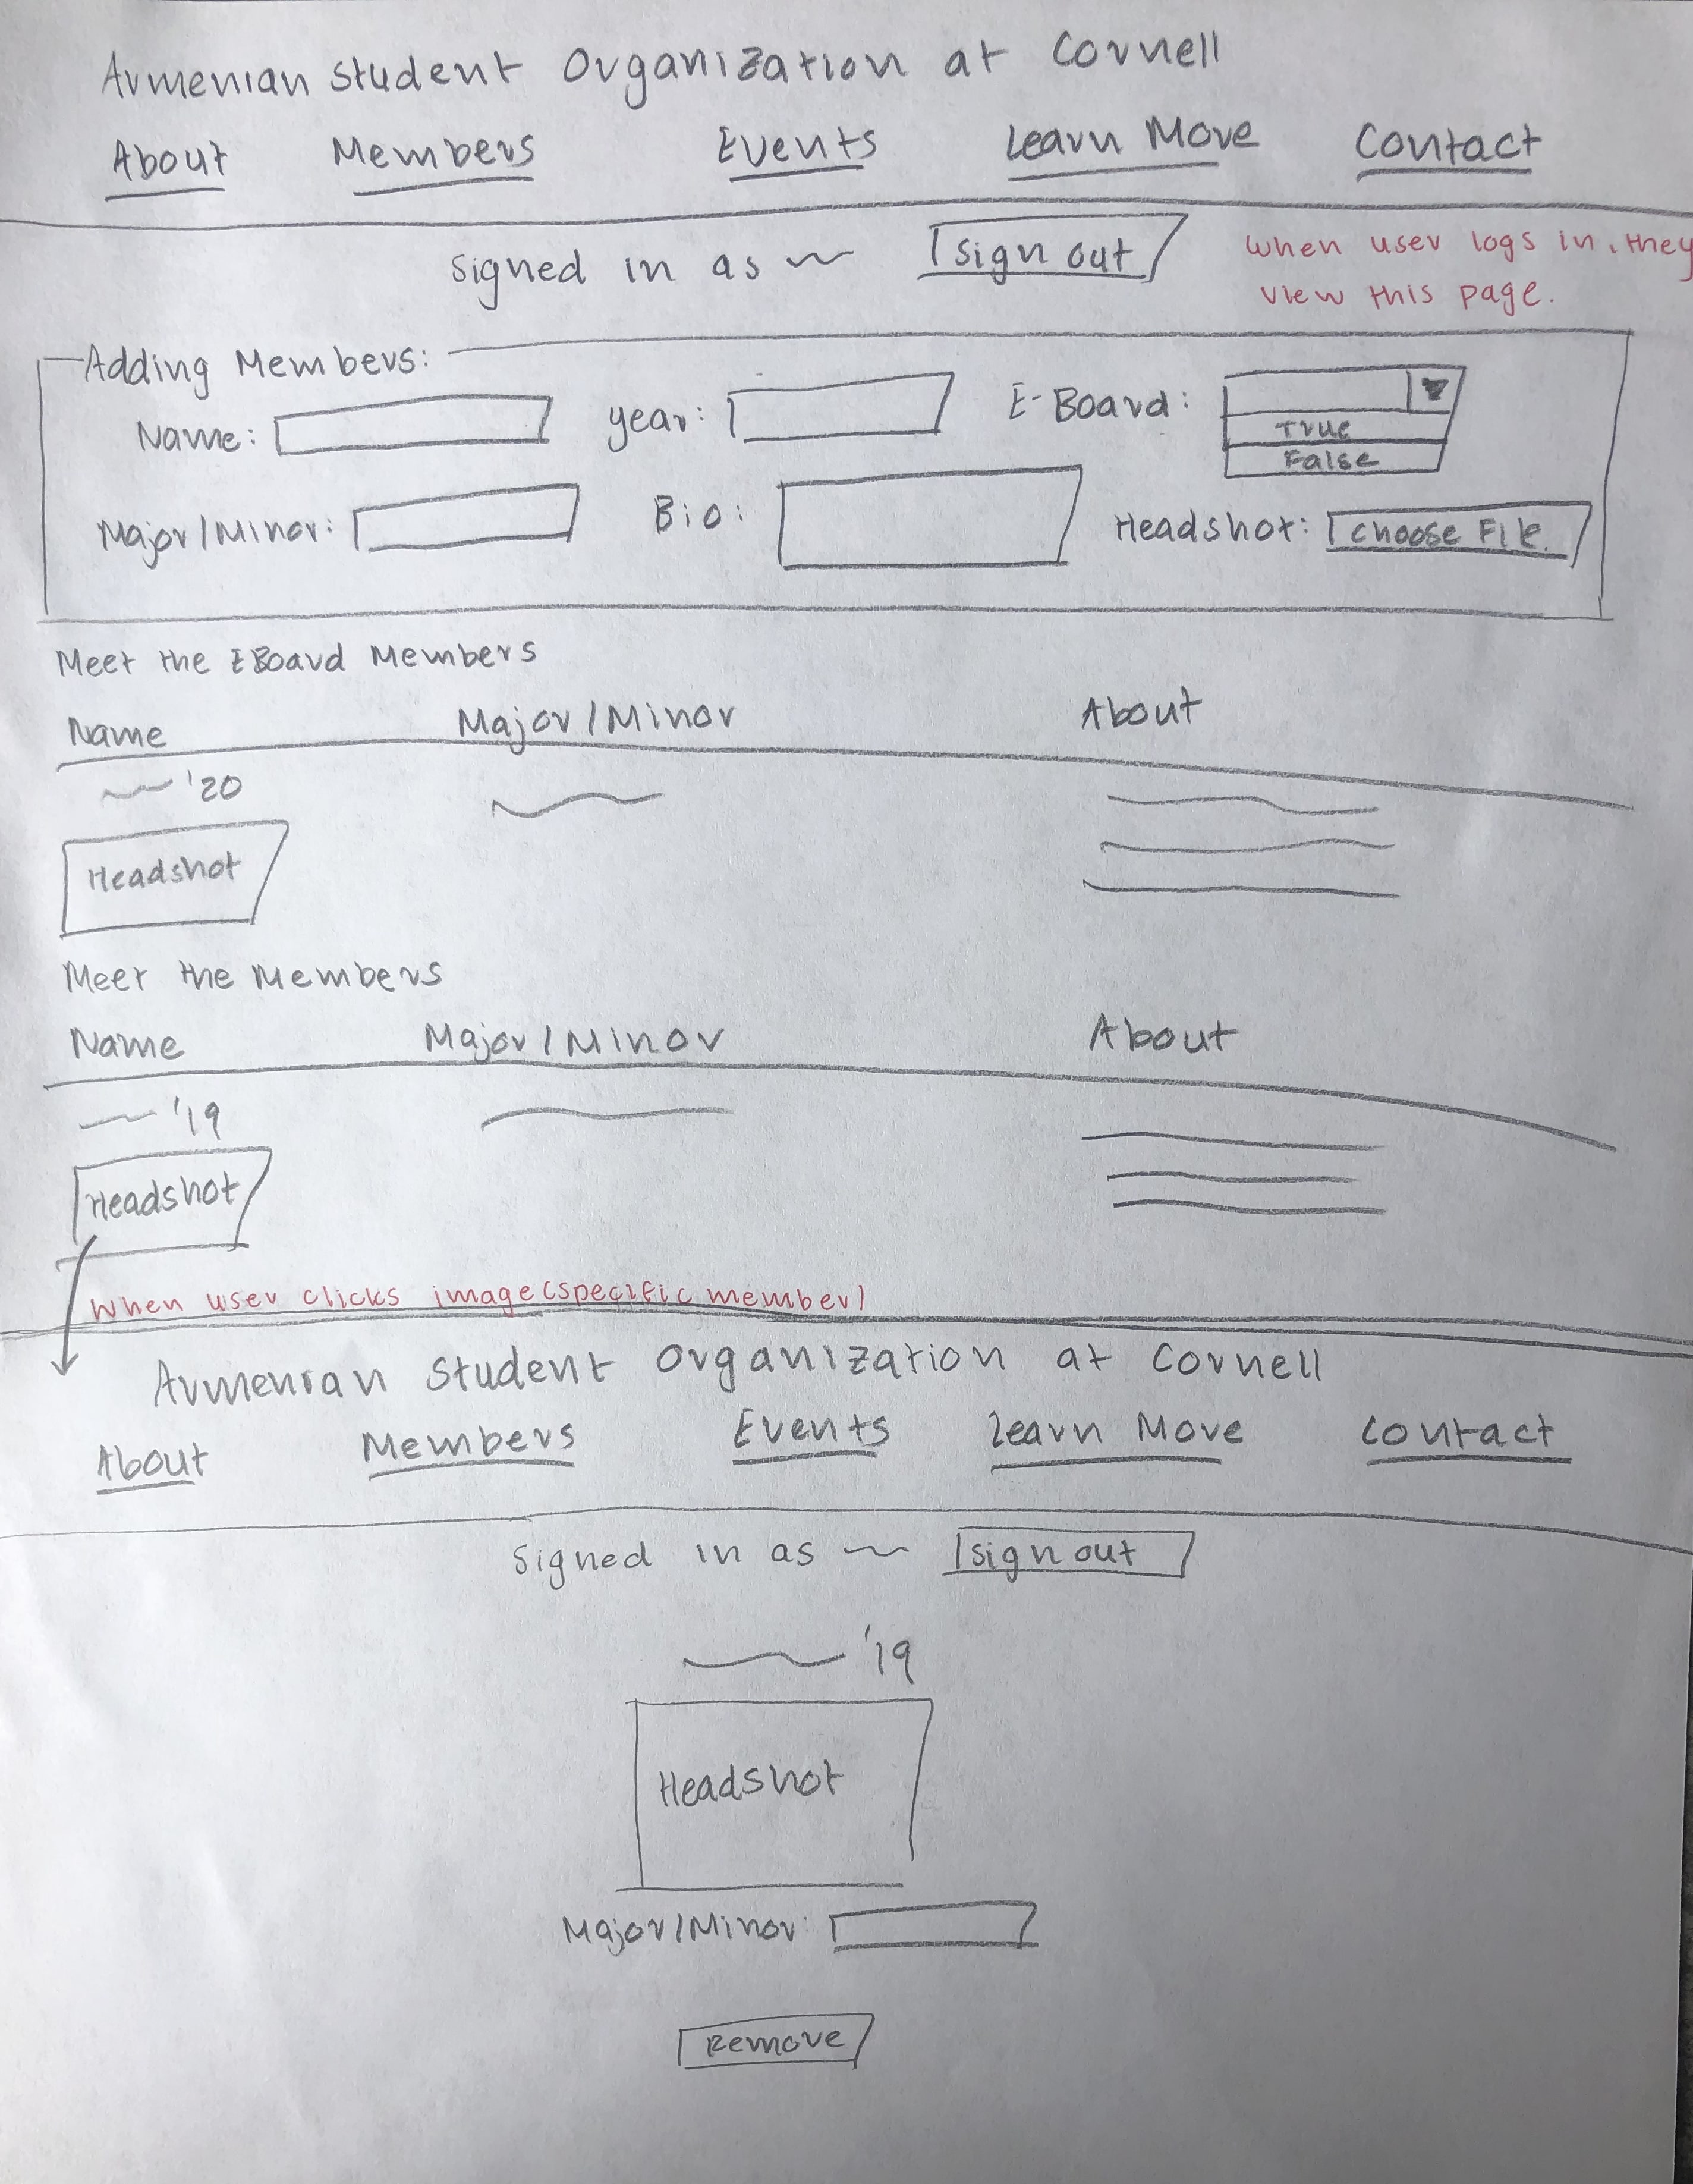 Armenian Student Organization at Cornell
About Members Events Learn More Contact
Signed in as sign out
when user logs in, they
view this page.
Adding Members:
Name: year: E-Board:
True
False
Major/Minor: Bio: Headshot: Choose File
Meet the EBoard Members
Name Major/Minor About
'20
Headshot
Meet the Members
Name Major/Minor About
'19
Headshot
When user clicks image (specific member)
Armenian Student Organization at Cornell
About Members Events Learn More Contact
Signed in as sign out
'19
Headshot
Major/Minor:
Remove